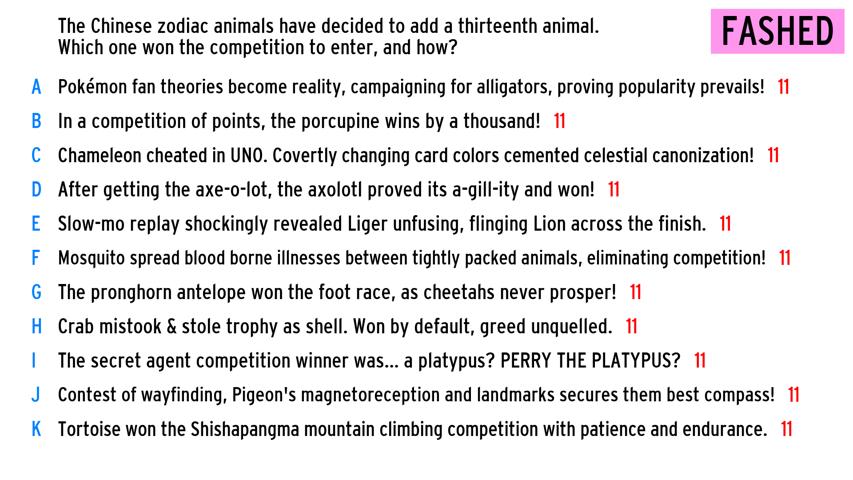 The Chinese zodiac animals have decided to add a thirteenth animal.
Which one won the competition to enter, and how?
FASHED
A Pokémon fan theories become reality, campaigning for alligators, proving popularity prevails! 11
B In a competition of points, the porcupine wins by a thousand! 11
C Chameleon cheated in UNO. Covertly changing card colors cemented celestial canonization! 11
D After getting the axe-o-lot, the axolotl proved its a-gill-ity and won! 11
E Slow-mo replay shockingly revealed Liger unfusing, flinging Lion across the finish. 11
F Mosquito spread blood borne illnesses between tightly packed animals, eliminating competition! 11
G The pronghorn antelope won the foot race, as cheetahs never prosper! 11
H Crab mistook & stole trophy as shell. Won by default, greed unquelled. 11
I The secret agent competition winner was... a platypus? PERRY THE PLATYPUS? 11
J Contest of wayfinding, Pigeon's magnetoreception and landmarks secures them best compass! 11
K Tortoise won the Shishapangma mountain climbing competition with patience and endurance. 11